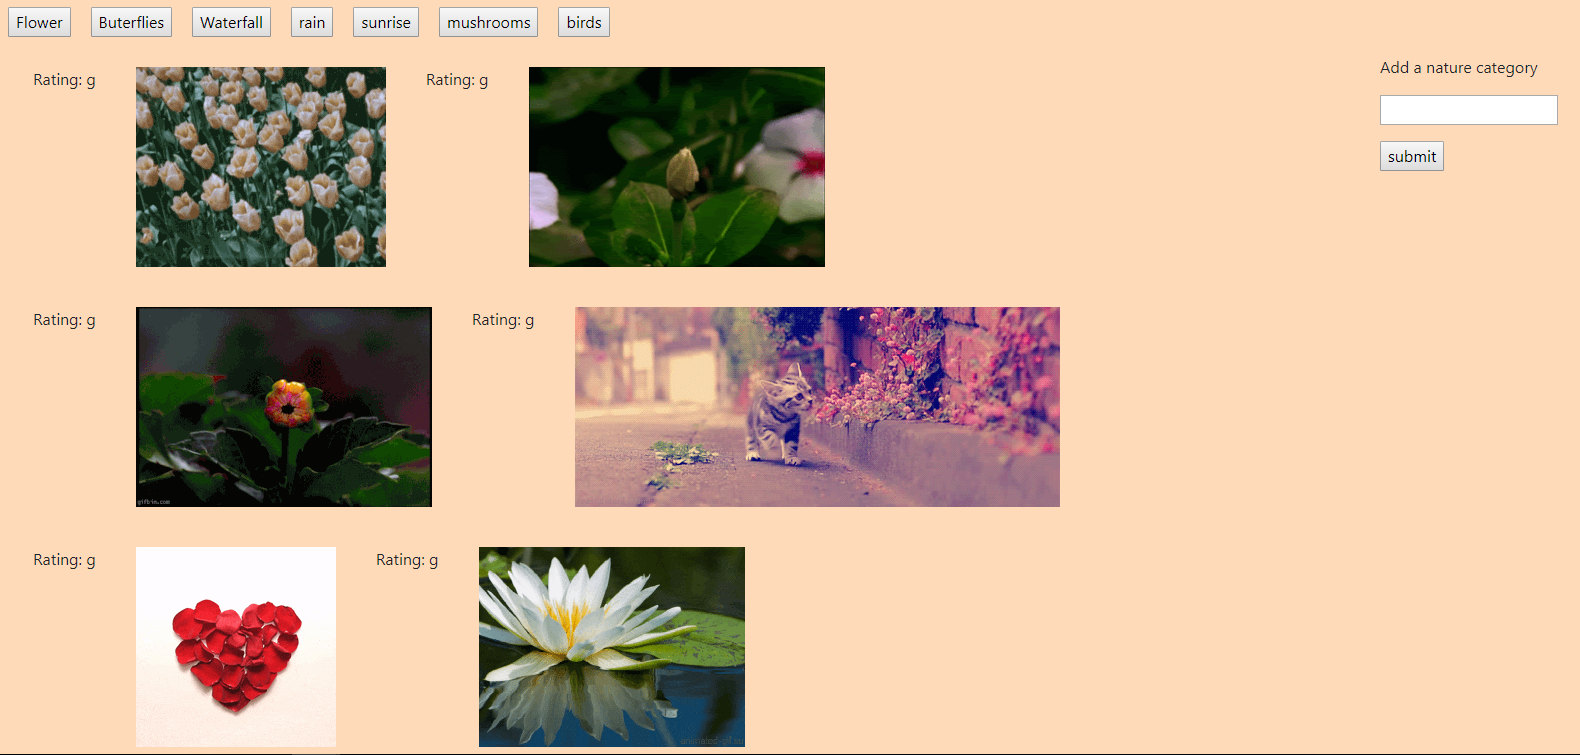 Flower Buterflies Waterfall rain sunrise mushrooms birds
Add a nature category
submit
Rating: g Rating: g
Rating: g Rating: g
gifbin.com
Rating: g Rating: g